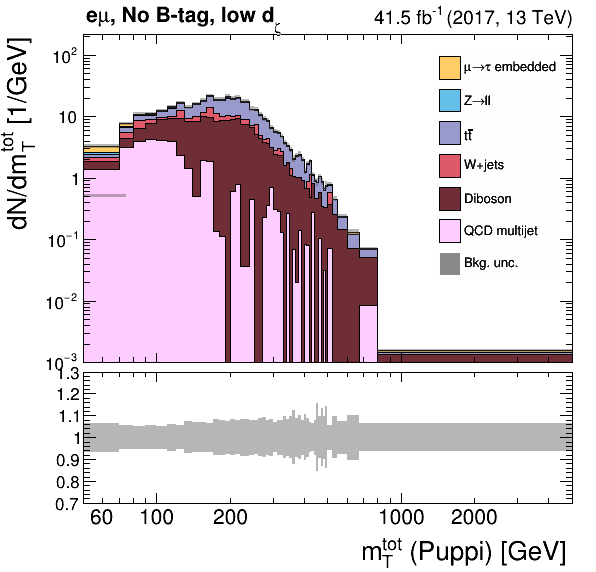 eμ, No B-tag, low dζ
41.5 fb⁻¹ (2017, 13 TeV)
dN/dm_T^tot [1/GeV]
10²
10
1
10⁻¹
10⁻²
10⁻³
μ→τ embedded
Z→ll
tt̅
W+jets
Diboson
QCD multijet
Bkg. unc.
1.3
1.2
1.1
1
0.9
0.8
0.7
60 100 200 1000 2000
m_T^tot (Puppi) [GeV]